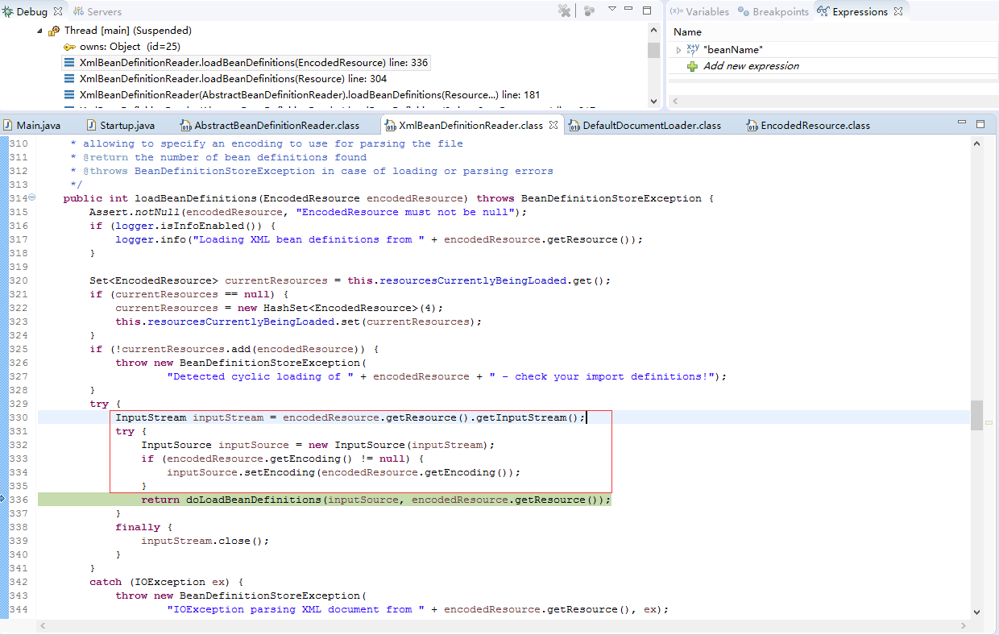 Debug Servers
Thread [main] (Suspended)
owns: Object (id=25)
XmlBeanDefinitionReader.loadBeanDefinitions(EncodedResource) line: 336
XmlBeanDefinitionReader.loadBeanDefinitions(Resource) line: 304
XmlBeanDefinitionReader(AbstractBeanDefinitionReader).loadBeanDefinitions(Resource...) line: 181
(x)= Variables Breakpoints Expressions
Name
"beanName"
Add new expression
Main.java Startup.java AbstractBeanDefinitionReader.class XmlBeanDefinitionReader.class DefaultDocumentLoader.class EncodedResource.class
310 * allowing to specify an encoding to use for parsing the file
311 * @return the number of bean definitions found
312 * @throws BeanDefinitionStoreException in case of loading or parsing errors
313 */
314 public int loadBeanDefinitions(EncodedResource encodedResource) throws BeanDefinitionStoreException {
315 Assert.notNull(encodedResource, "EncodedResource must not be null");
316 if (logger.isInfoEnabled()) {
317 logger.info("Loading XML bean definitions from " + encodedResource.getResource());
318 }
319
320 Set<EncodedResource> currentResources = this.resourcesCurrentlyBeingLoaded.get();
321 if (currentResources == null) {
322 currentResources = new HashSet<EncodedResource>(4);
323 this.resourcesCurrentlyBeingLoaded.set(currentResources);
324 }
325 if (!currentResources.add(encodedResource)) {
326 throw new BeanDefinitionStoreException(
327 "Detected cyclic loading of " + encodedResource + " - check your import definitions!");
328 }
329 try {
330 InputStream inputStream = encodedResource.getResource().getInputStream();
331 try {
332 InputSource inputSource = new InputSource(inputStream);
333 if (encodedResource.getEncoding() != null) {
334 inputSource.setEncoding(encodedResource.getEncoding());
335 }
336 return doLoadBeanDefinitions(inputSource, encodedResource.getResource());
337 }
338 finally {
339 inputStream.close();
340 }
341 }
342 catch (IOException ex) {
343 throw new BeanDefinitionStoreException(
344 "IOException parsing XML document from " + encodedResource.getResource(), ex);